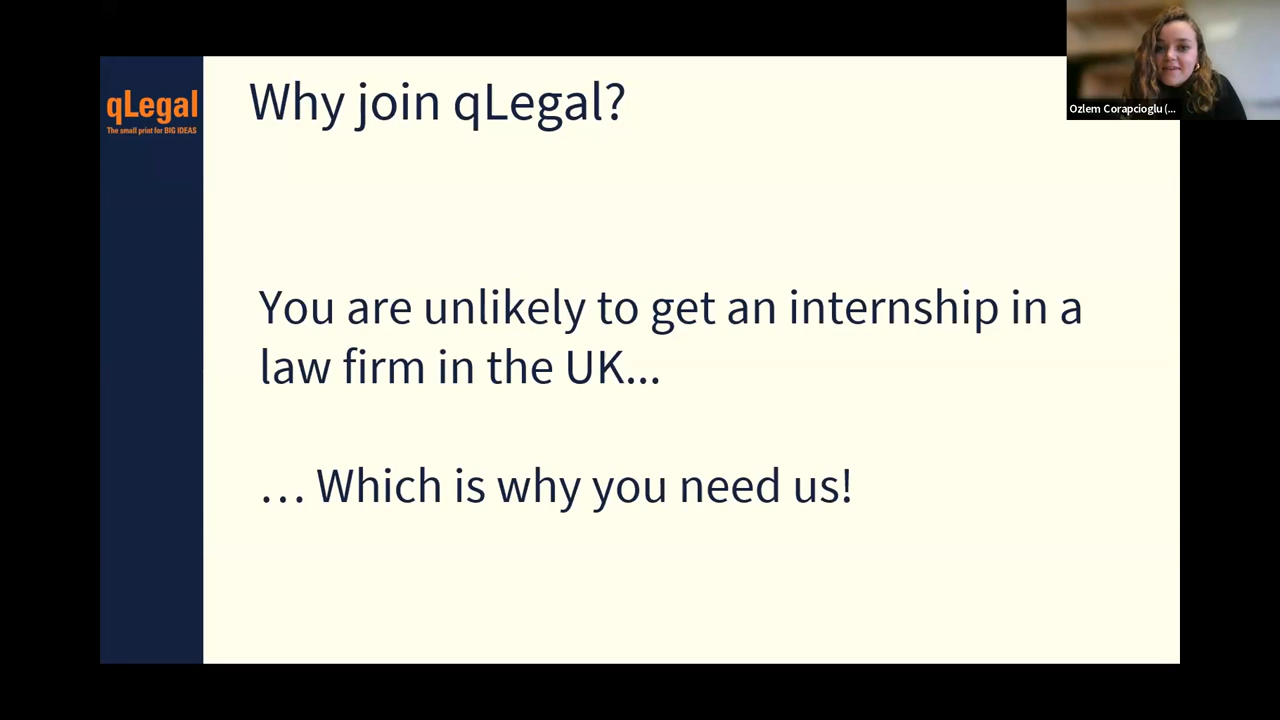 qLegal
The small print for BIG IDEAS
Why join qLegal?
Ozlem Corapcioglu (...
You are unlikely to get an internship in a
law firm in the UK...
... Which is why you need us!